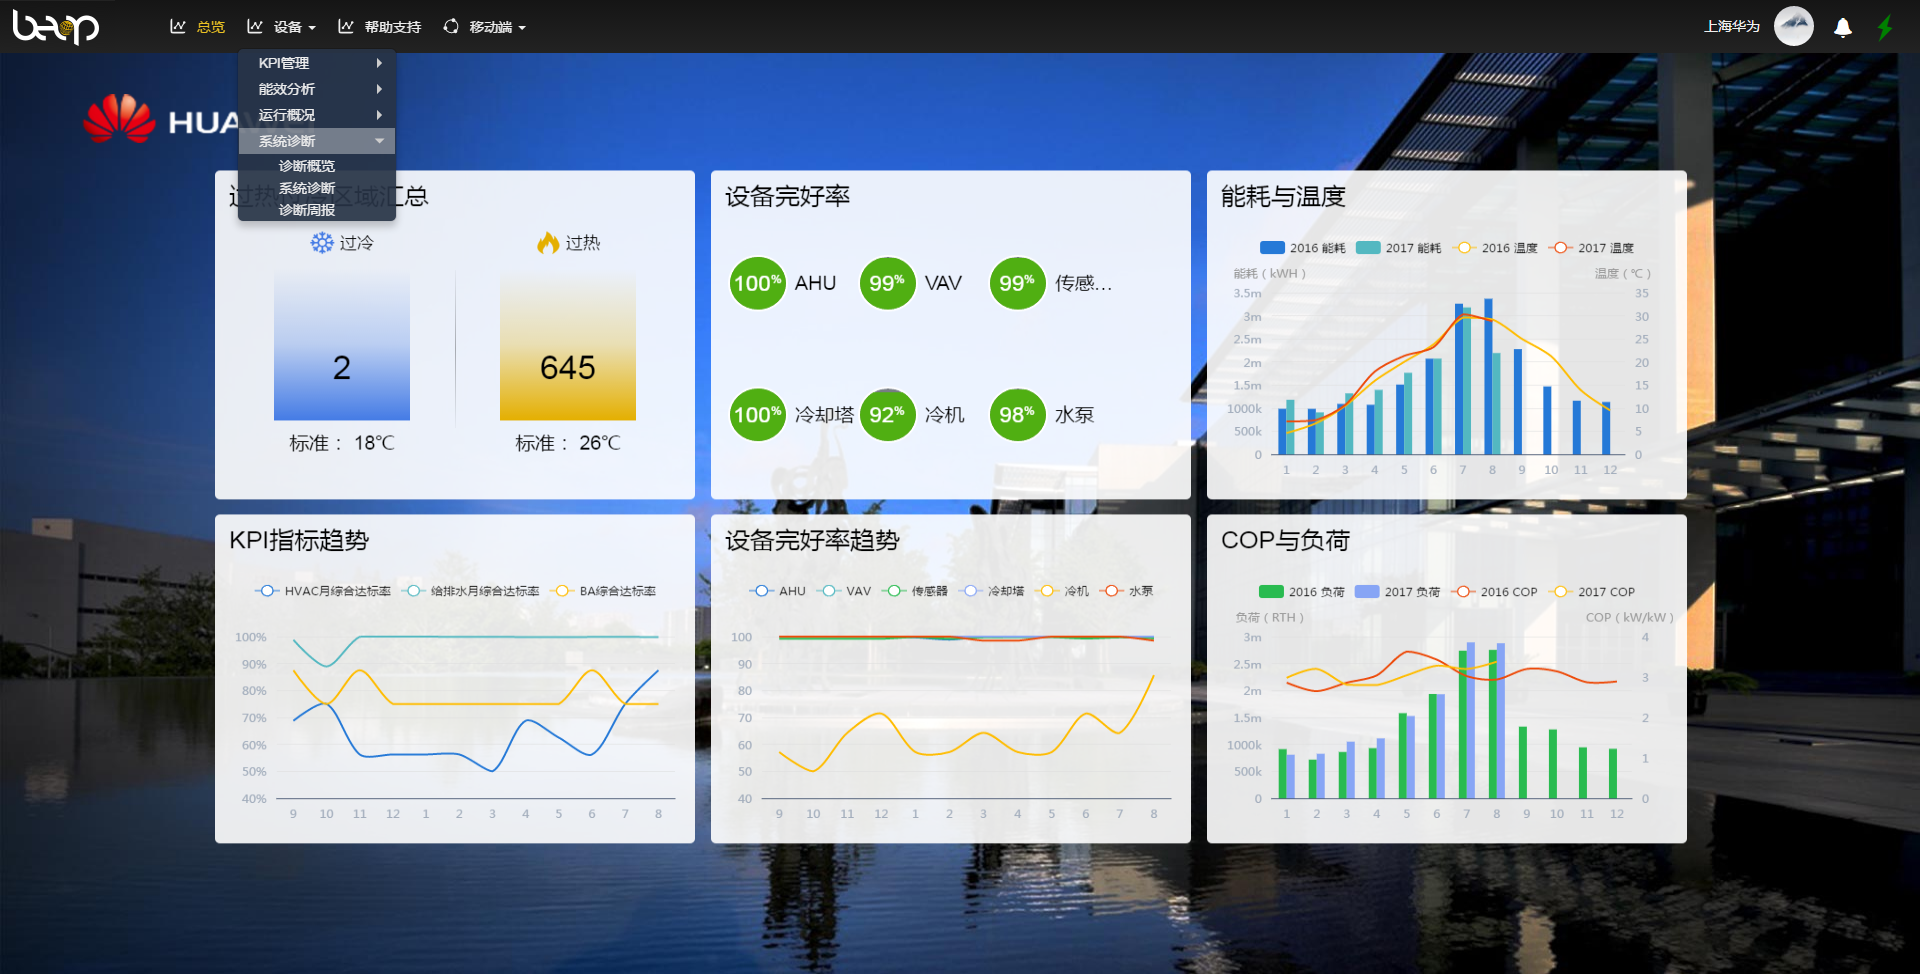 beop
总览
设备
帮助支持
移动端
上海华为
KPI管理
能效分析
运行概况
系统诊断
诊断概览
系统诊断
诊断周报
HUAWEI
过热过冷区域汇总
过冷
过热
2
645
标准： 18℃
标准： 26℃
设备完好率
100% AHU
99% VAV
99% 传感...
100% 冷却塔
92% 冷机
98% 水泵
能耗与温度
2016 能耗 2017 能耗 2016 温度 2017 温度
能耗 ( kWH )
温度 ( ℃ )
3.5m 35
3m 30
2.5m 25
2m 20
1.5m 15
1000k 10
500k 5
0 0
1 2 3 4 5 6 7 8 9 10 11 12
KPI指标趋势
HVAC月综合达标率 给排水月综合达标率 BA综合达标率
100%
90%
80%
70%
60%
50%
40%
9 10 11 12 1 2 3 4 5 6 7 8
设备完好率趋势
AHU VAV 传感器 冷却塔 冷机 水泵
100
90
80
70
60
50
40
9 10 11 12 1 2 3 4 5 6 7 8
COP与负荷
2016 负荷 2017 负荷 2016 COP 2017 COP
负荷 ( RTH )
COP ( kW/kW )
3m 4
2.5m
2m 3
1.5m 2
1000k
500k 1
0 0
1 2 3 4 5 6 7 8 9 10 11 12